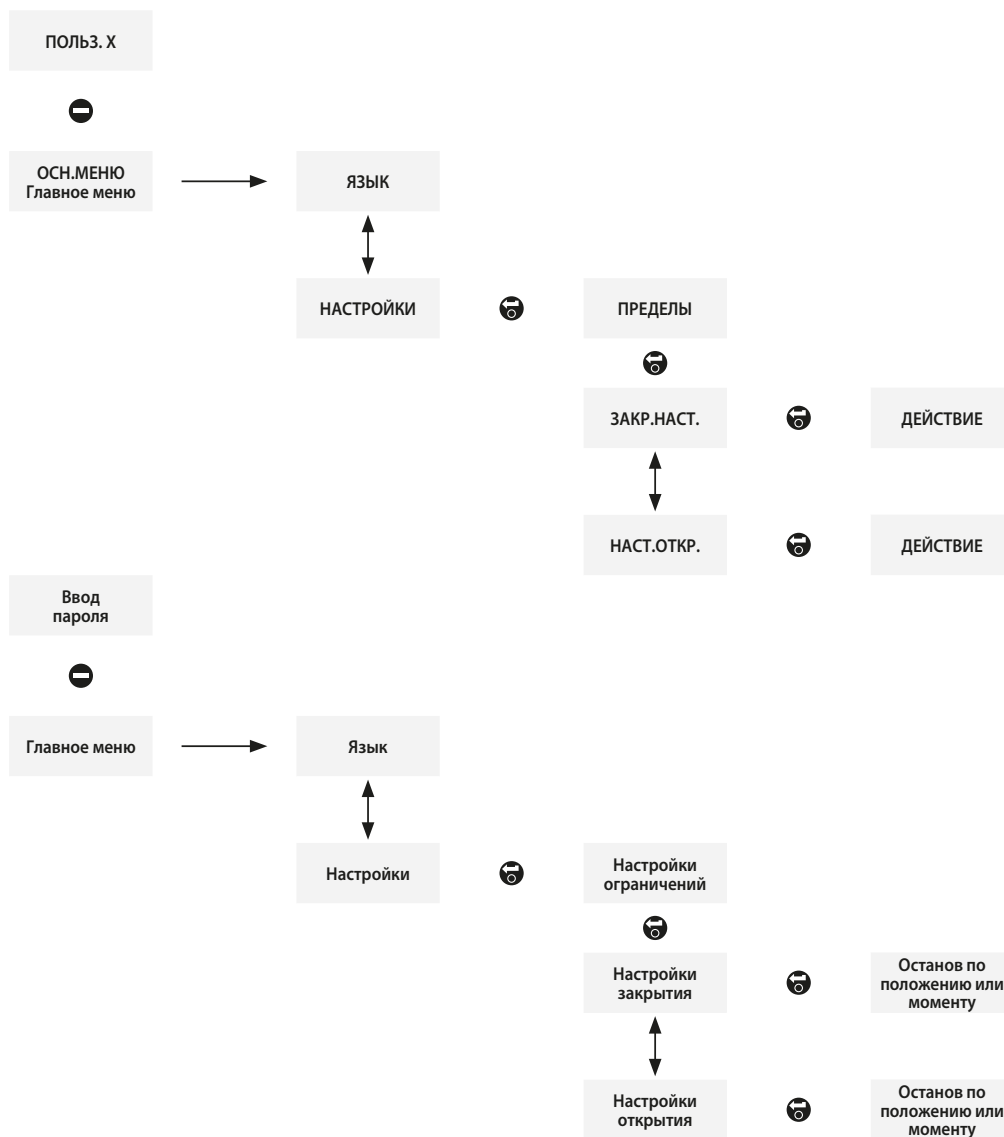 ПОЛЬЗ. X
ОСН.МЕНЮ
Главное меню
ЯЗЫК
НАСТРОЙКИ
ПРЕДЕЛЫ
ЗАКР.НАСТ.
ДЕЙСТВИЕ
НАСТ.ОТКР.
ДЕЙСТВИЕ
Ввод
пароля
Главное меню
Язык
Настройки
Настройки
ограничений
Настройки
закрытия
Останов по
положению или
моменту
Настройки
открытия
Останов по
положению или
моменту